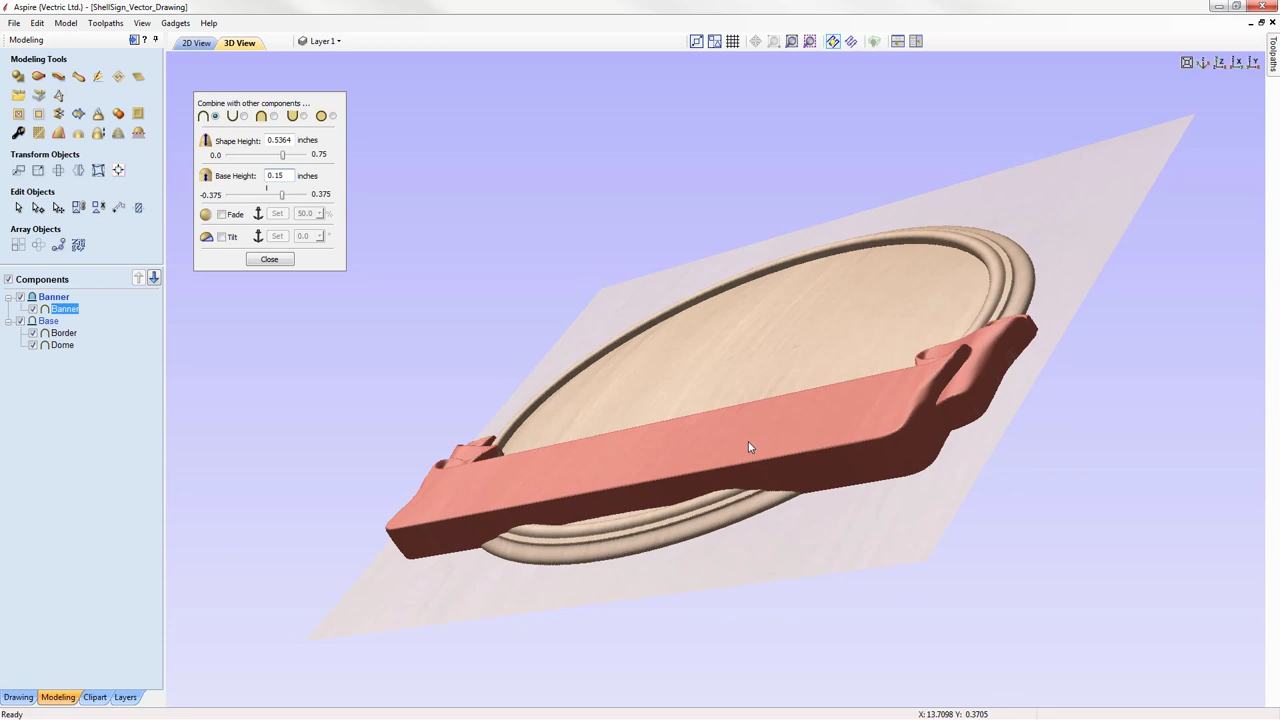 Aspire (Vectric Ltd.) - [ShellSign_Vector_Drawing]
File Edit Model Toolpaths View Gadgets Help
Modeling
2D View 3D View Layer 1
Toolpaths
Modeling Tools
Transform Objects
Edit Objects
Array Objects
Components
Banner
Banner
Base
Border
Dome
Combine with other components ...
Shape Height: 0.5364 inches
0.0 0.75
Base Height: 0.15 inches
-0.375 0.375
Fade Set 50.0 %
Tilt Set 0.0 °
Close
Drawing Modeling Clipart Layers
Ready X: 13.7098 Y: 0.3705